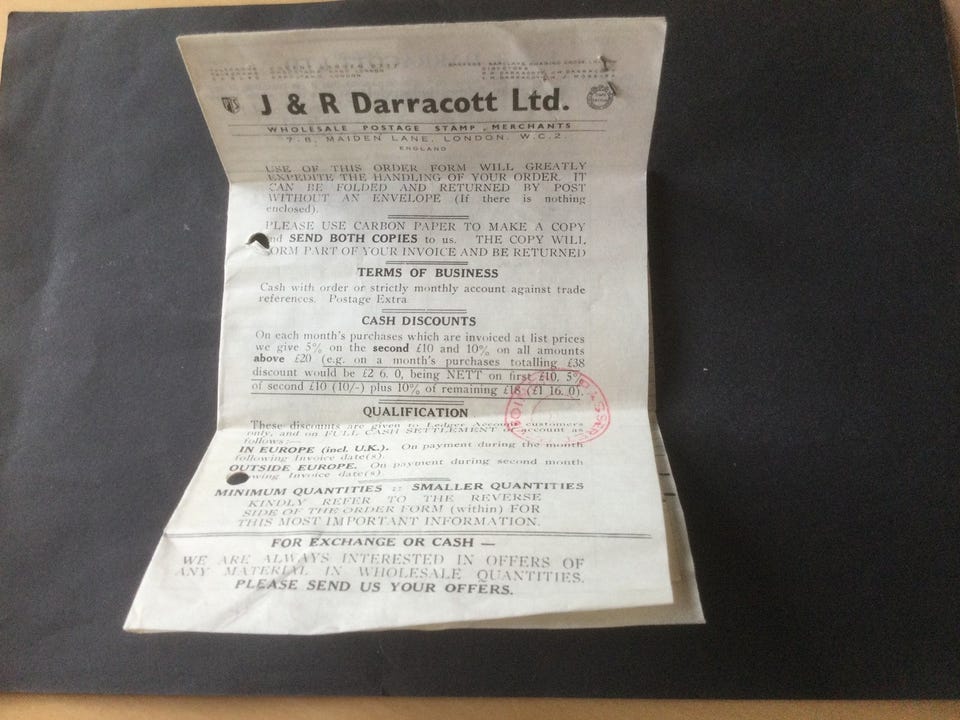 J & R Darracott Ltd.
WHOLESALE POSTAGE STAMP MERCHANTS
7-8, MAIDEN LANE, LONDON, W.C.2
ENGLAND
USE OF THIS ORDER FORM WILL GREATLY
EXPEDITE THE HANDLING OF YOUR ORDER. IT
CAN BE FOLDED AND RETURNED BY POST
WITHOUT AN ENVELOPE (If there is nothing
enclosed).
PLEASE USE CARBON PAPER TO MAKE A COPY
nd SEND BOTH COPIES to us. THE COPY WILL
ORM PART OF YOUR INVOICE AND BE RETURNED
TERMS OF BUSINESS
Cash with order or strictly monthly account against trade
references. Postage Extra
CASH DISCOUNTS
On each month's purchases which are invoiced at list prices
we give 5% on the second £10 and 10% on all amounts
above £20 (e.g. on a month's purchases totalling £38
discount would be £2 6. 0, being NETT on first £10, 5%
of second £10 (10/-) plus 10% of remaining £18 (£1 16. 0).
QUALIFICATION
These discounts are given to Ledger Account customers
only, and on FULL CASH SETTLEMENT of account as
follows:—
IN EUROPE (incl. U.K.). On payment during the month
following Invoice date(s).
OUTSIDE EUROPE. On payment during second month
wing Invoice date(s).
MINIMUM QUANTITIES :: SMALLER QUANTITIES
KINDLY REFER TO THE REVERSE
SIDE OF THE ORDER FORM (within) FOR
THIS MOST IMPORTANT INFORMATION.
FOR EXCHANGE OR CASH —
WE ARE ALWAYS INTERESTED IN OFFERS OF
ANY MATERIAL IN WHOLESALE QUANTITIES.
PLEASE SEND US YOUR OFFERS.